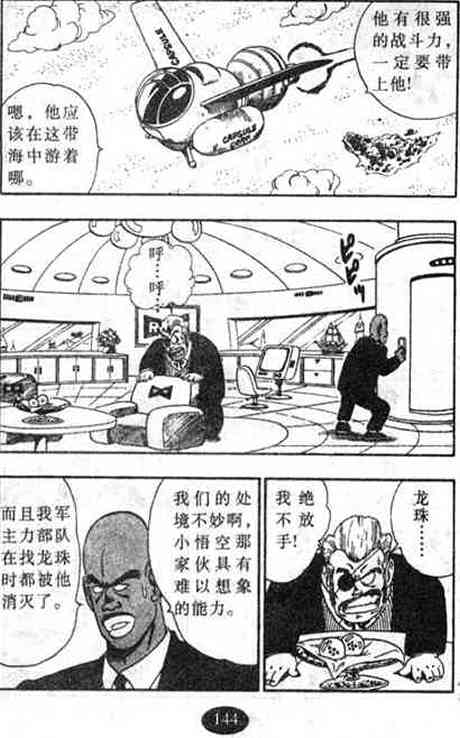 他有很强
的战斗力，
一定要带
上他！
嗯，他应
该在这带
海中游着
哪。
CAPSULE
CAPSULE
CORP
呼…呼…
ピピッ
龙珠……
我绝
不放
手！
我们的处
境不妙啊，
小悟空那
家伙具有
难以想象
的能力。
而且我军
主力部队
在找龙珠
时都被他
消灭了。
144